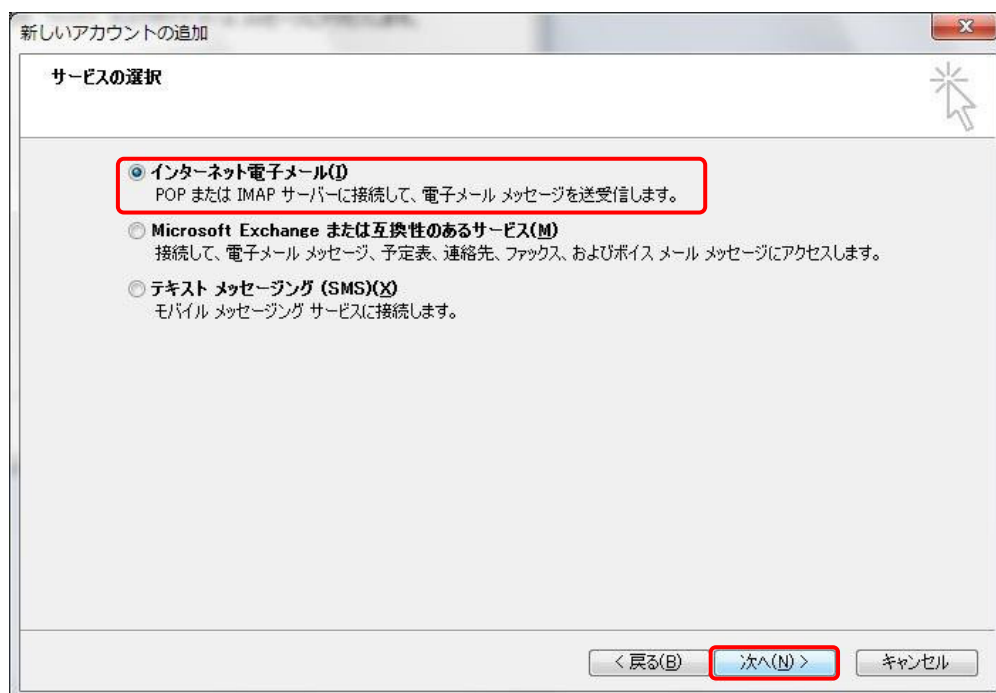 新しいアカウントの追加
サービスの選択
インターネット電子メール(I)
POP または IMAP サーバーに接続して、電子メール メッセージを送受信します。
Microsoft Exchange または互換性のあるサービス(M)
接続して、電子メール メッセージ、予定表、連絡先、ファックス、およびボイス メール メッセージにアクセスします。
テキスト メッセージング (SMS)(X)
モバイル メッセージング サービスに接続します。
< 戻る(B) 次へ(N) > キャンセル